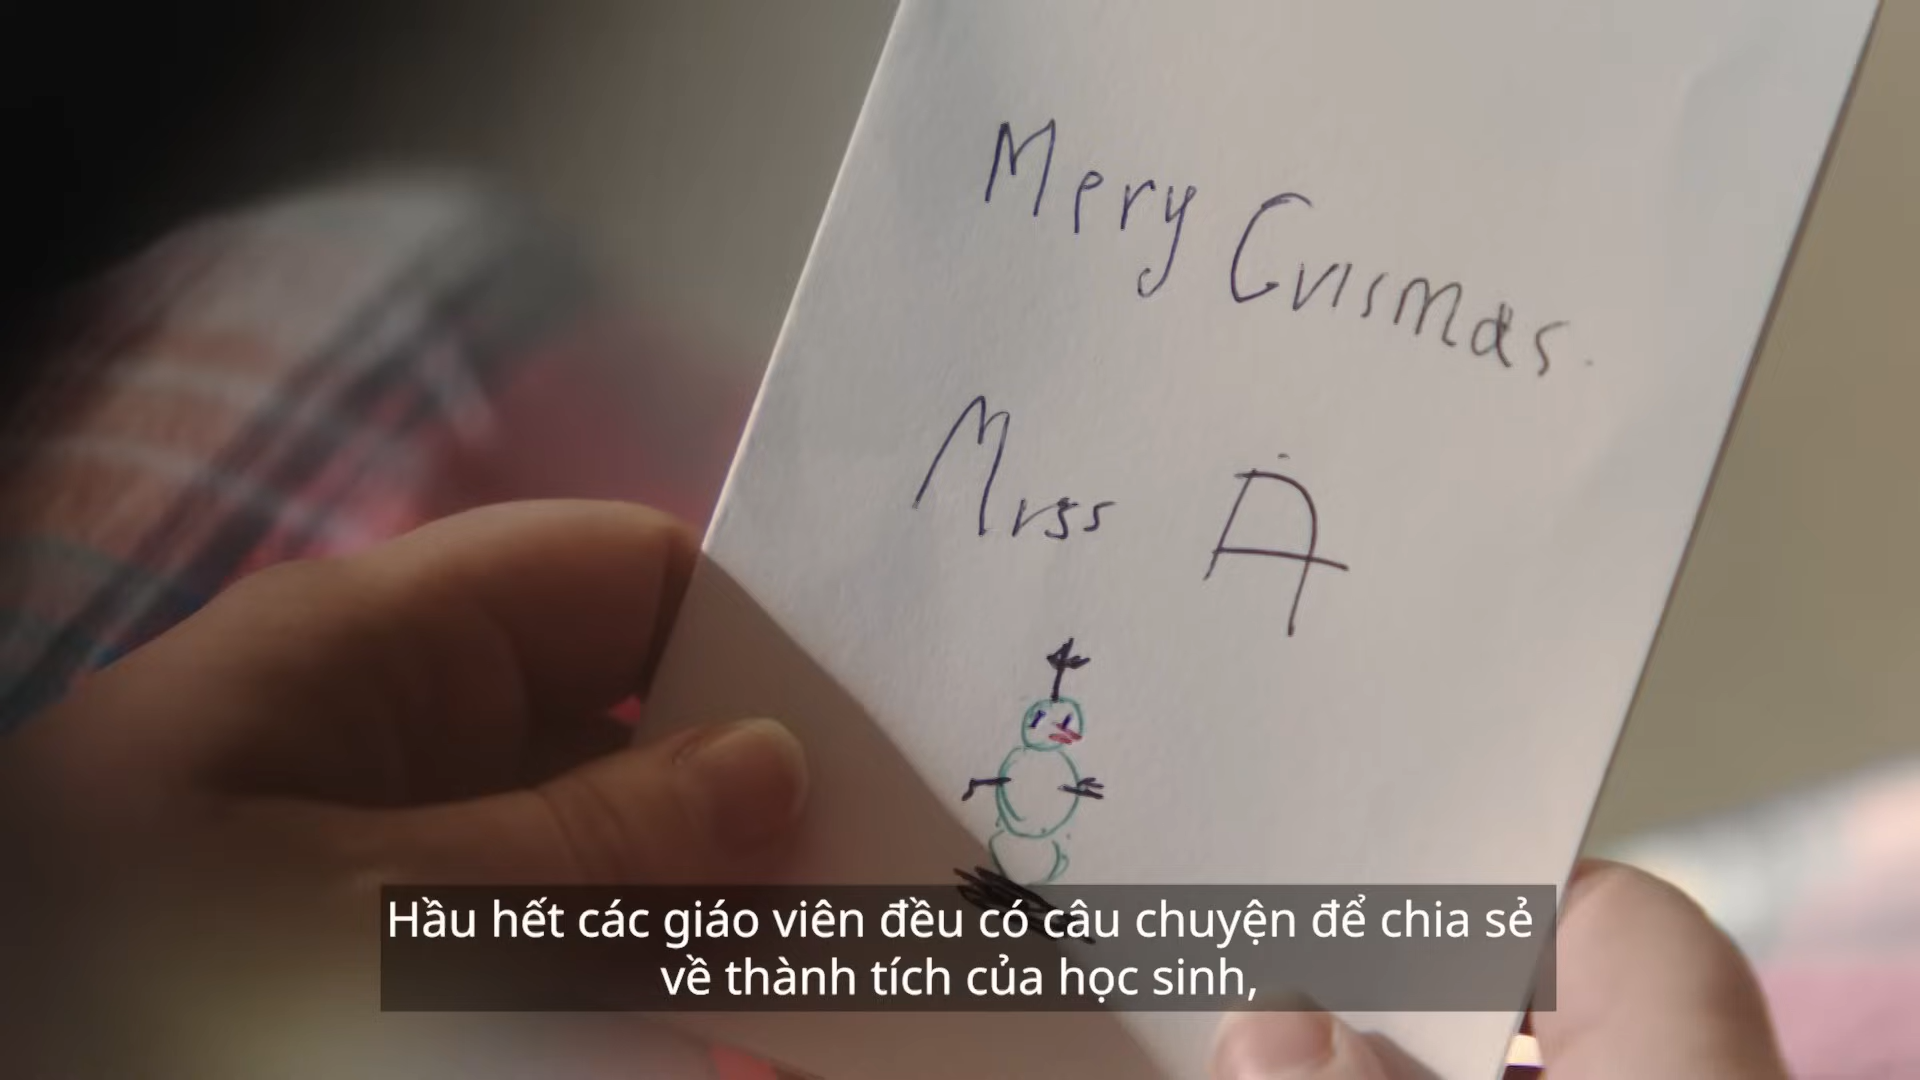 Mery Crismas.
Mrss A
Hầu hết các giáo viên đều có câu chuyện để chia sẻ
về thành tích của học sinh,